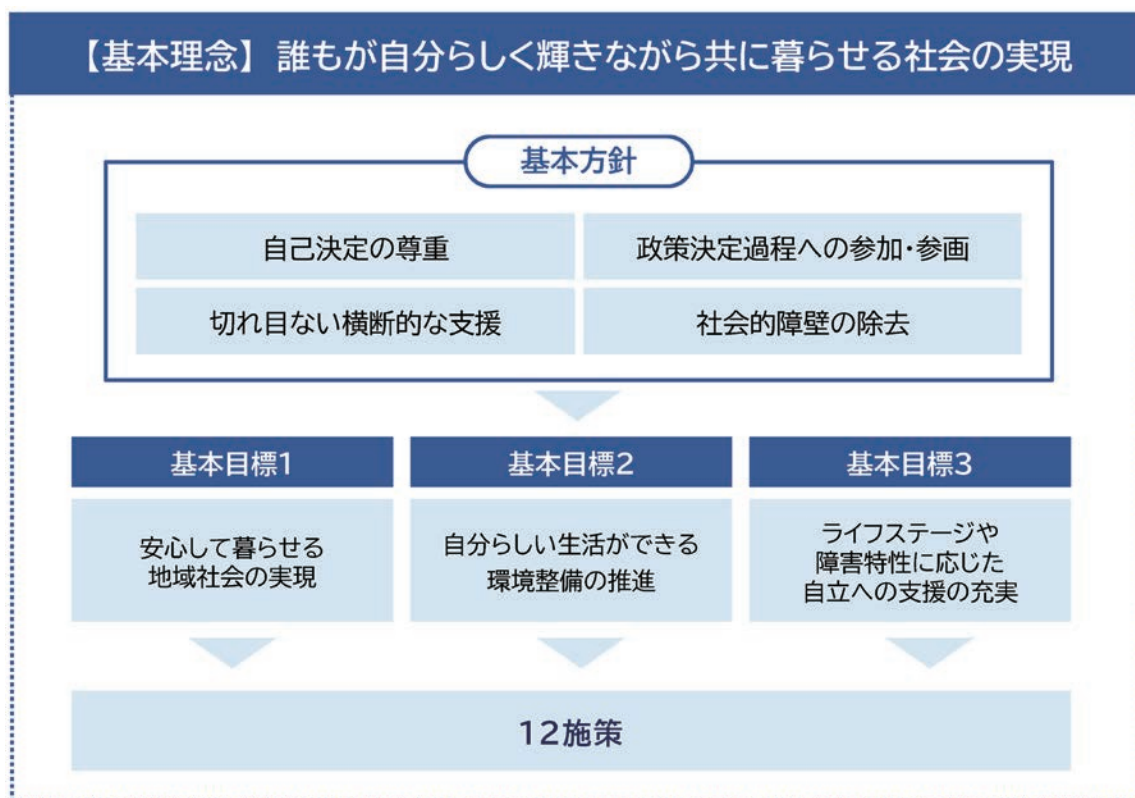 【基本理念】誰もが自分らしく輝きながら共に暮らせる社会の実現
基本方針
自己決定の尊重
政策決定過程への参加・参画
切れ目ない横断的な支援
社会的障壁の除去
基本目標1
基本目標2
基本目標3
安心して暮らせる
地域社会の実現
自分らしい生活ができる
環境整備の推進
ライフステージや
障害特性に応じた
自立への支援の充実
12施策